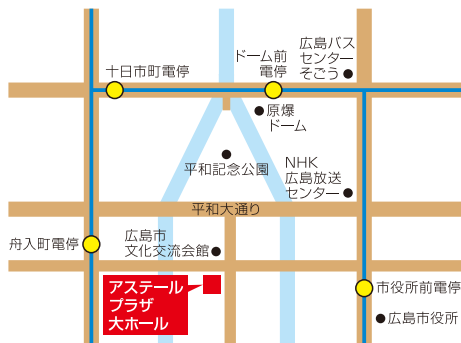 広島バス
センター
そごう
ドーム前
電停
十日市町電停
原爆
ドーム
平和記念公園
NHK
広島放送
センター
平和大通り
舟入町電停
広島市
文化交流会館
アステール
プラザ
大ホール
市役所前電停
広島市役所